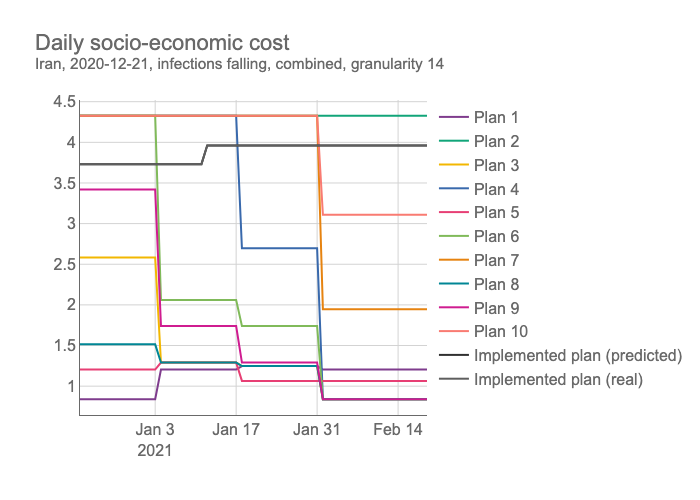 Daily socio-economic cost
Iran, 2020-12-21, infections falling, combined, granularity 14
4.5
4
3.5
3
2.5
2
1.5
1
Jan 3
2021
Jan 17
Jan 31
Feb 14
Plan 1
Plan 2
Plan 3
Plan 4
Plan 5
Plan 6
Plan 7
Plan 8
Plan 9
Plan 10
Implemented plan (predicted)
Implemented plan (real)